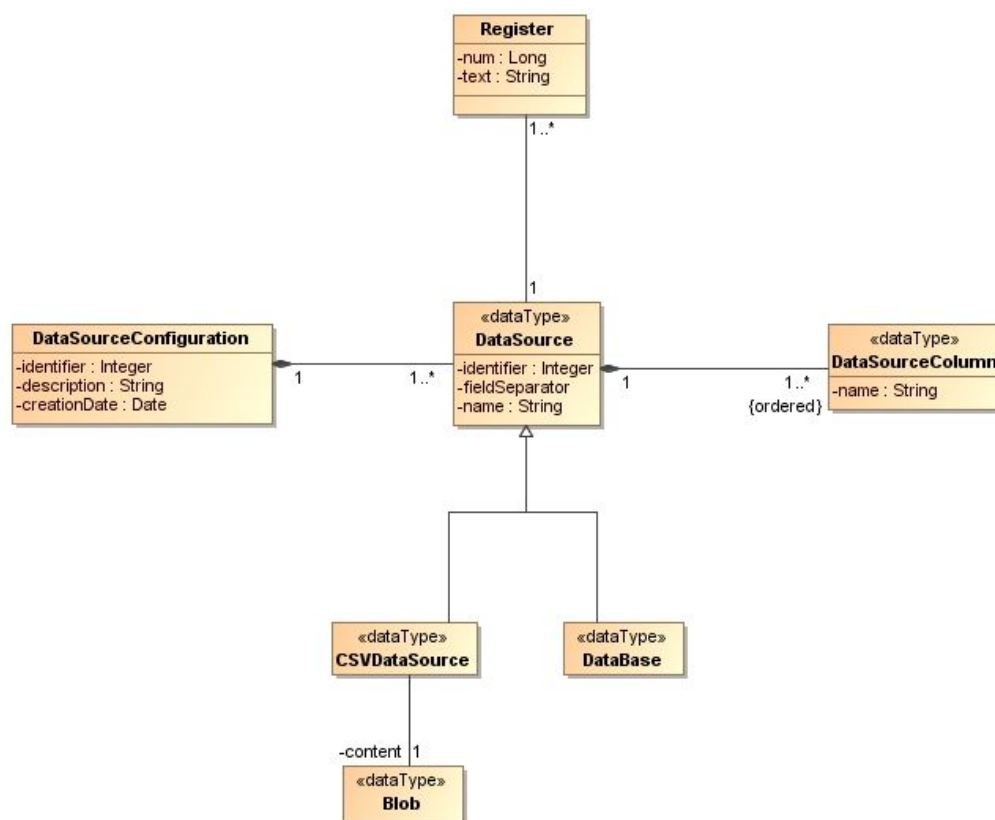 Register
-num : Long
-text : String
1..*
1
«dataType»
DataSource
-identifier : Integer
-fieldSeparator
-name : String
DataSourceConfiguration
-identifier : Integer
-description : String
-creationDate : Date
1
1..*
1
1..*
{ordered}
«dataType»
DataSourceColumn
-name : String
«dataType»
CSVDataSource
«dataType»
DataBase
-content
1
«dataType»
Blob